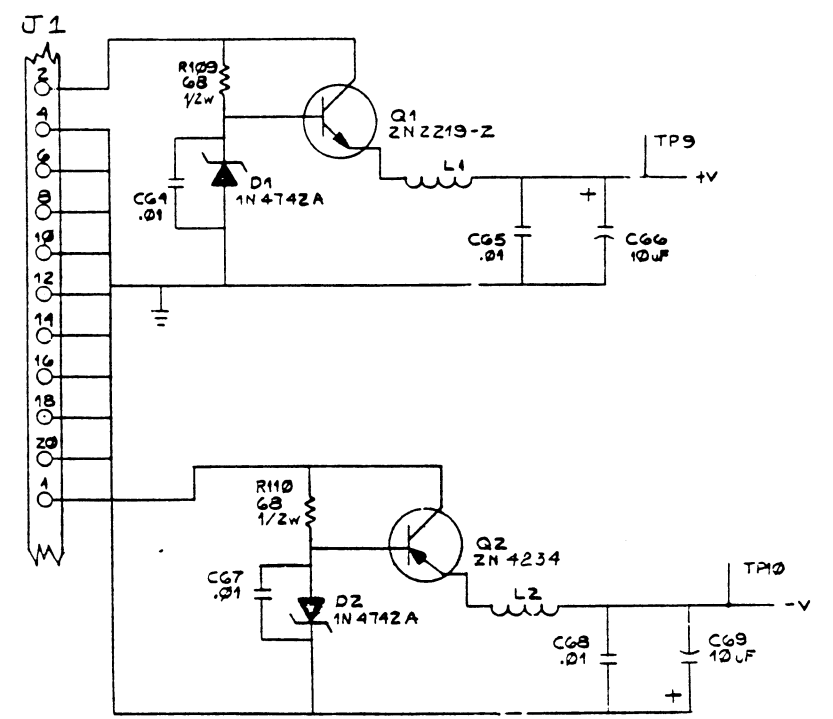 J1
2
4
6
8
10
12
14
16
18
20
1
R109
68
1/2W
Q1
2N2219-2
C64
.01
D1
1N4742A
L1
TP9
+V
+
C65
.01
C66
10uF
R110
68
1/2W
Q2
2N4234
C67
.01
D2
1N4742A
L2
TP10
-V
C68
.01
C69
10uF
+